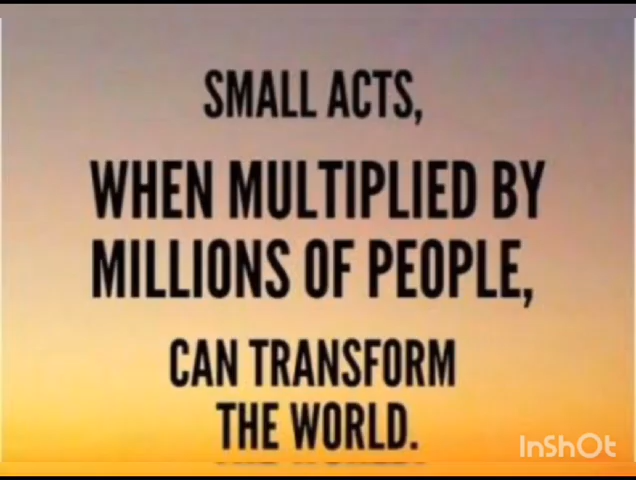 SMALL ACTS,
WHEN MULTIPLIED BY
MILLIONS OF PEOPLE,
CAN TRANSFORM
THE WORLD.
InShOt